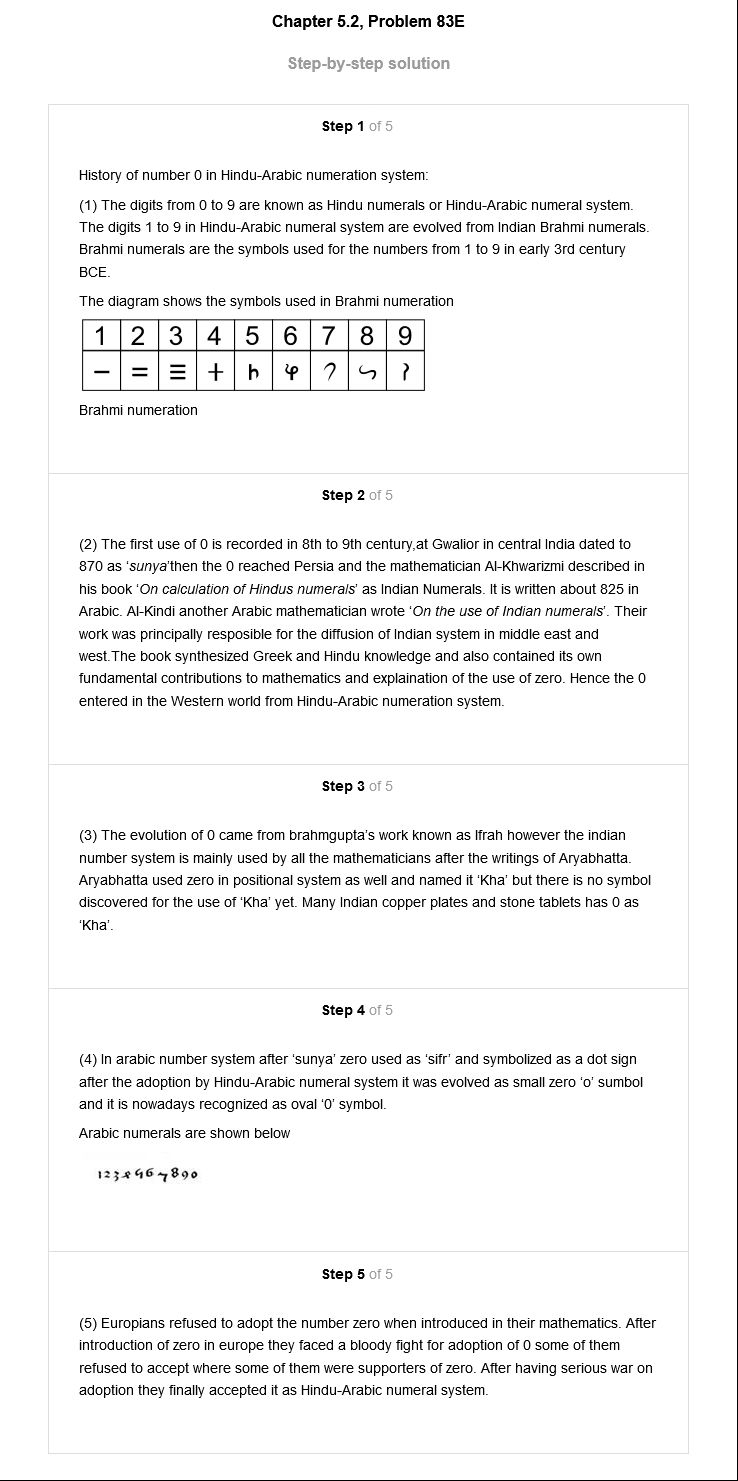 Chapter 5.2, Problem 83E
Step-by-step solution
Step 1 of 5
History of number 0 in Hindu-Arabic numeration system:
(1) The digits from 0 to 9 are known as Hindu numerals or Hindu-Arabic numeral system.
The digits 1 to 9 in Hindu-Arabic numeral system are evolved from Indian Brahmi numerals.
Brahmi numerals are the symbols used for the numbers from 1 to 9 in early 3rd century
BCE.
The diagram shows the symbols used in Brahmi numeration
1 2 3 4 5 6 7 8 9
Brahmi numeration
Step 2 of 5
(2) The first use of 0 is recorded in 8th to 9th century,at Gwalior in central India dated to
870 as ‘sunya’then the 0 reached Persia and the mathematician Al-Khwarizmi described in
his book ‘On calculation of Hindus numerals’ as Indian Numerals. It is written about 825 in
Arabic. Al-Kindi another Arabic mathematician wrote ‘On the use of Indian numerals’. Their
work was principally resposible for the diffusion of Indian system in middle east and
west.The book synthesized Greek and Hindu knowledge and also contained its own
fundamental contributions to mathematics and explaination of the use of zero. Hence the 0
entered in the Western world from Hindu-Arabic numeration system.
Step 3 of 5
(3) The evolution of 0 came from brahmgupta’s work known as Ifrah however the indian
number system is mainly used by all the mathematicians after the writings of Aryabhatta.
Aryabhatta used zero in positional system as well and named it ‘Kha’ but there is no symbol
discovered for the use of ‘Kha’ yet. Many Indian copper plates and stone tablets has 0 as
‘Kha’.
Step 4 of 5
(4) In arabic number system after ‘sunya’ zero used as ‘sifr’ and symbolized as a dot sign
after the adoption by Hindu-Arabic numeral system it was evolved as small zero ‘o’ sumbol
and it is nowadays recognized as oval ‘0’ symbol.
Arabic numerals are shown below
Step 5 of 5
(5) Europians refused to adopt the number zero when introduced in their mathematics. After
introduction of zero in europe they faced a bloody fight for adoption of 0 some of them
refused to accept where some of them were supporters of zero. After having serious war on
adoption they finally accepted it as Hindu-Arabic numeral system.